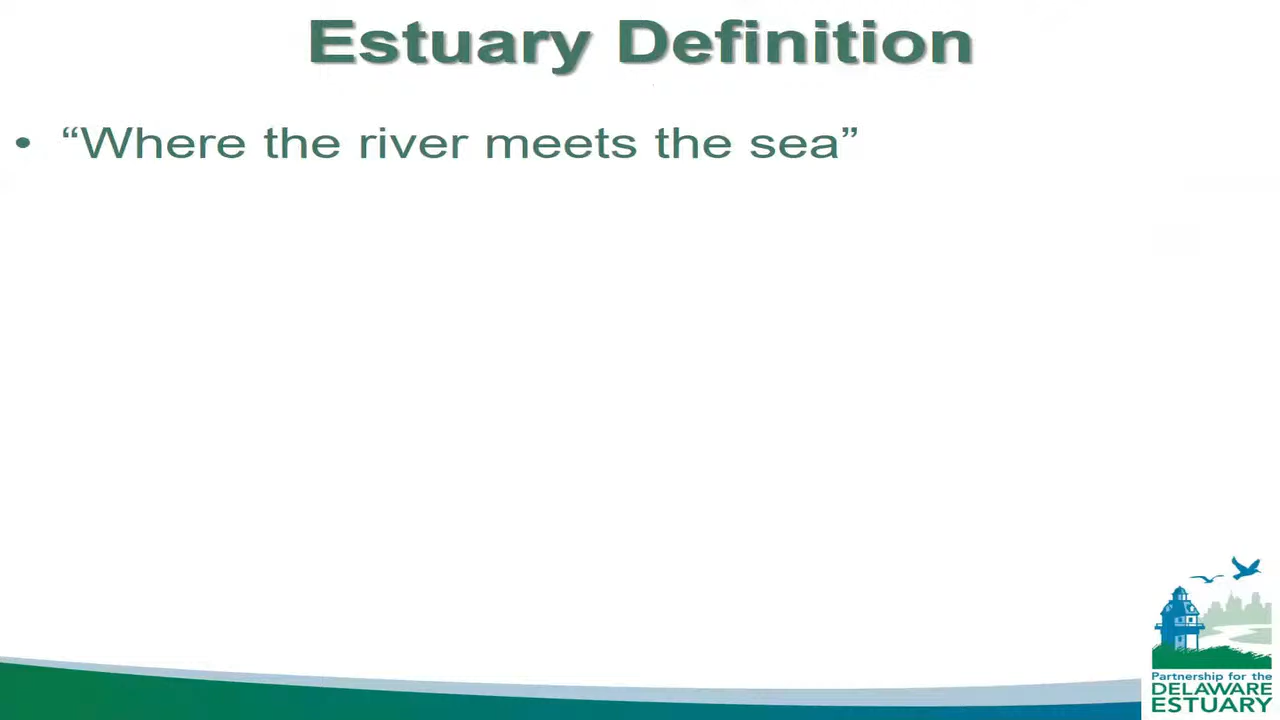 Estuary Definition
• “Where the river meets the sea”
Partnership for the
DELAWARE
ESTUARY